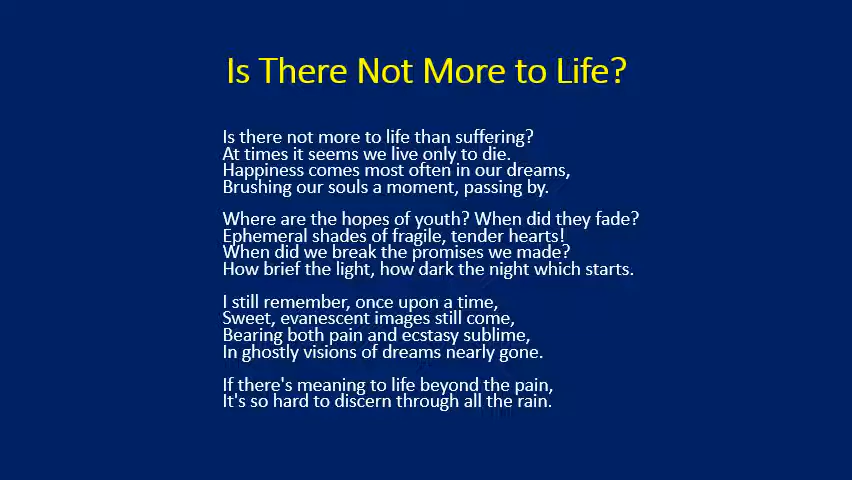 Is There Not More to Life?
Is there not more to life than suffering?
At times it seems we live only to die.
Happiness comes most often in our dreams,
Brushing our souls a moment, passing by.
Where are the hopes of youth? When did they fade?
Ephemeral shades of fragile, tender hearts!
When did we break the promises we made?
How brief the light, how dark the night which starts.
I still remember, once upon a time,
Sweet, evanescent images still come,
Bearing both pain and ecstasy sublime,
In ghostly visions of dreams nearly gone.
If there's meaning to life beyond the pain,
It's so hard to discern through all the rain.